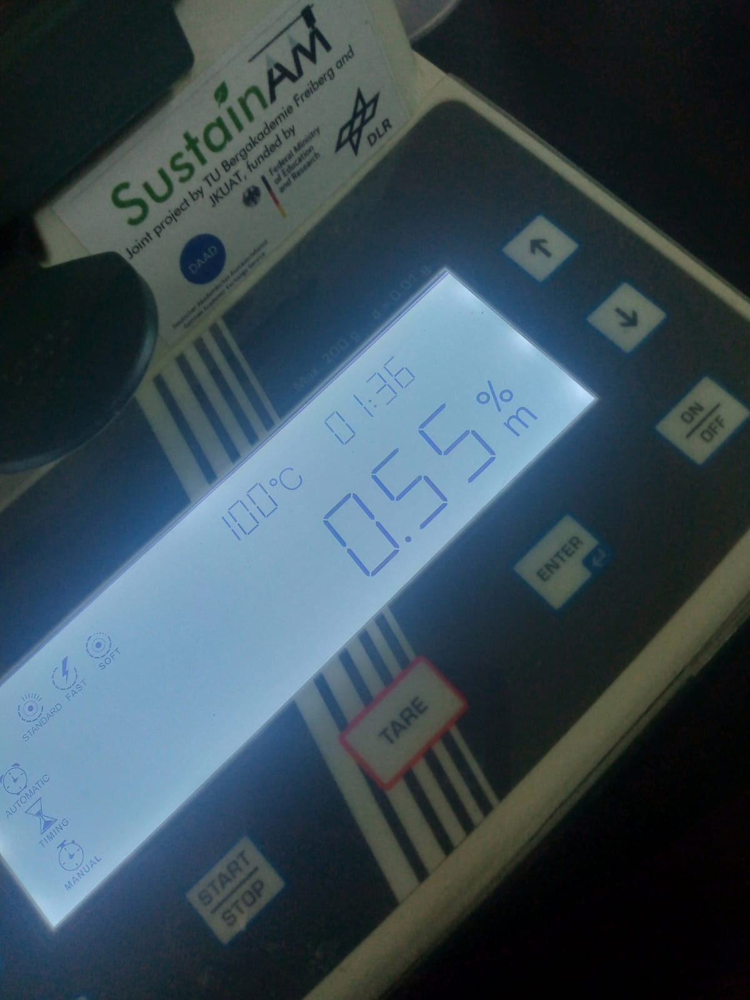 SustainAM
Joint project by TU Bergakademie Freiberg and
JKUAT, funded by
DAAD
Deutscher Akademischer Austauschdienst
German Academic Exchange Service
Federal Ministry
of Education
and Research
DLR
Max 200 g d = 0.01 g
100°C
01:36
0.55 %
m
STANDARD
FAST
SOFT
AUTOMATIC
TIMING
MANUAL
ON
OFF
ENTER
TARE
START
STOP